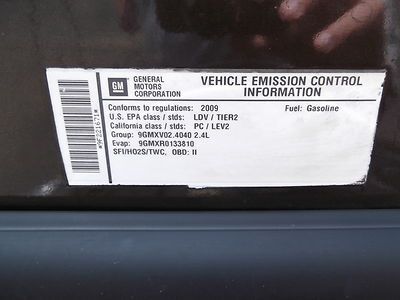 GM
GENERAL MOTORS CORPORATION
VEHICLE EMISSION CONTROL INFORMATION
Conforms to regulations: 2009 Fuel: Gasoline
U.S. EPA class / stds: LDV / TIER2
California class / stds: PC / LEV2
Group: 9GMXV02.4040 2.4L
Evap: 9GMXR0133810
SFI/HO2S/TWC, OBD: II